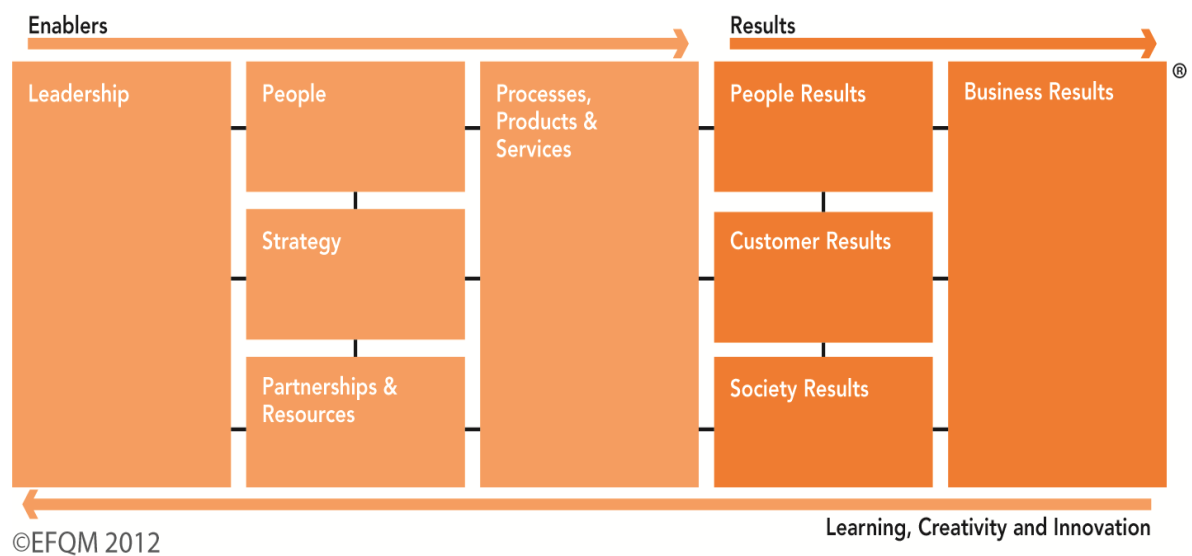 Enablers
Results
Leadership
People
Processes,
Products &
Services
People Results
Business Results
®
Strategy
Customer Results
Partnerships &
Resources
Society Results
Learning, Creativity and Innovation
©EFQM 2012